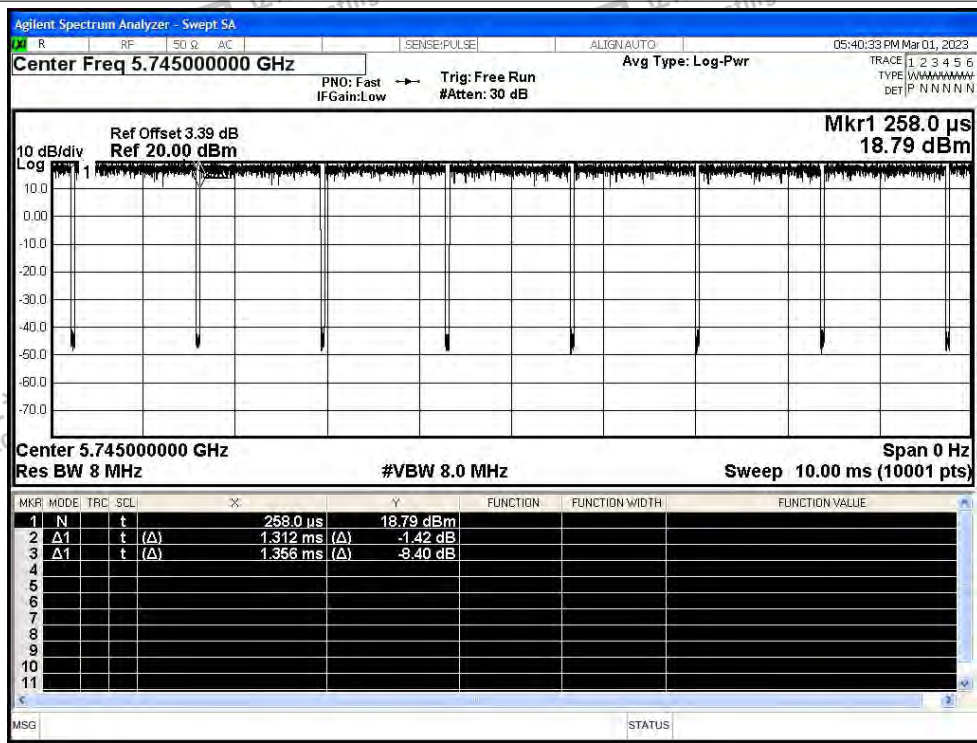 Agilent Spectrum Analyzer - Swept SA
R RF 50 Ω AC SENSE:PULSE ALIGN AUTO 05:40:33 PM Mar 01, 2023
Center Freq 5.745000000 GHz Avg Type: Log-Pwr TRACE 1 2 3 4 5 6
PNO: Fast Trig: Free Run TYPE
IFGain:Low #Atten: 30 dB DET P N N N N N
Mkr1 258.0 µs
Ref Offset 3.39 dB
10 dB/div Ref 20.00 dBm 18.79 dBm
Log
1
10.0
0.00
-10.0
-20.0
-30.0
-40.0
-50.0
-60.0
-70.0
Center 5.745000000 GHz Span 0 Hz
Res BW 8 MHz #VBW 8.0 MHz Sweep 10.00 ms (10001 pts)
MKR MODE TRC SCL X Y FUNCTION FUNCTION WIDTH FUNCTION VALUE
1 N t 258.0 µs 18.79 dBm
2 Δ1 t (Δ) 1.312 ms (Δ) -1.42 dB
3 Δ1 t (Δ) 1.356 ms (Δ) -8.40 dB
4
5
6
7
8
9
10
11
MSG STATUS